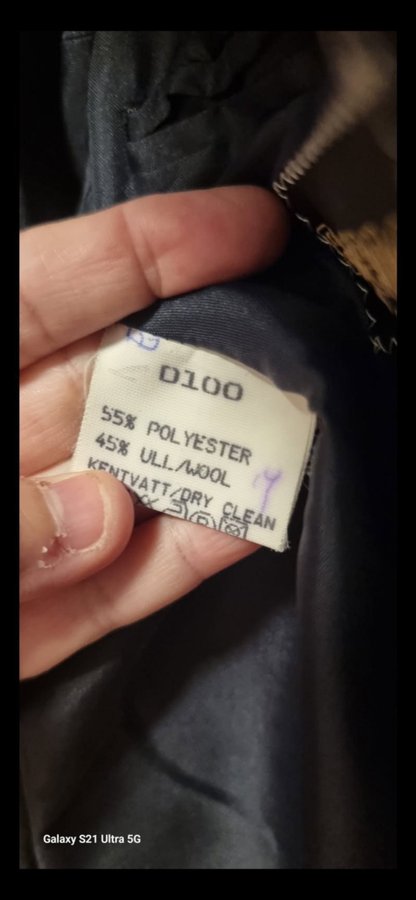 D100
55% POLYESTER
45% ULL/WOOL
KEMTVATT/DRY CLEAN
Galaxy S21 Ultra 5G